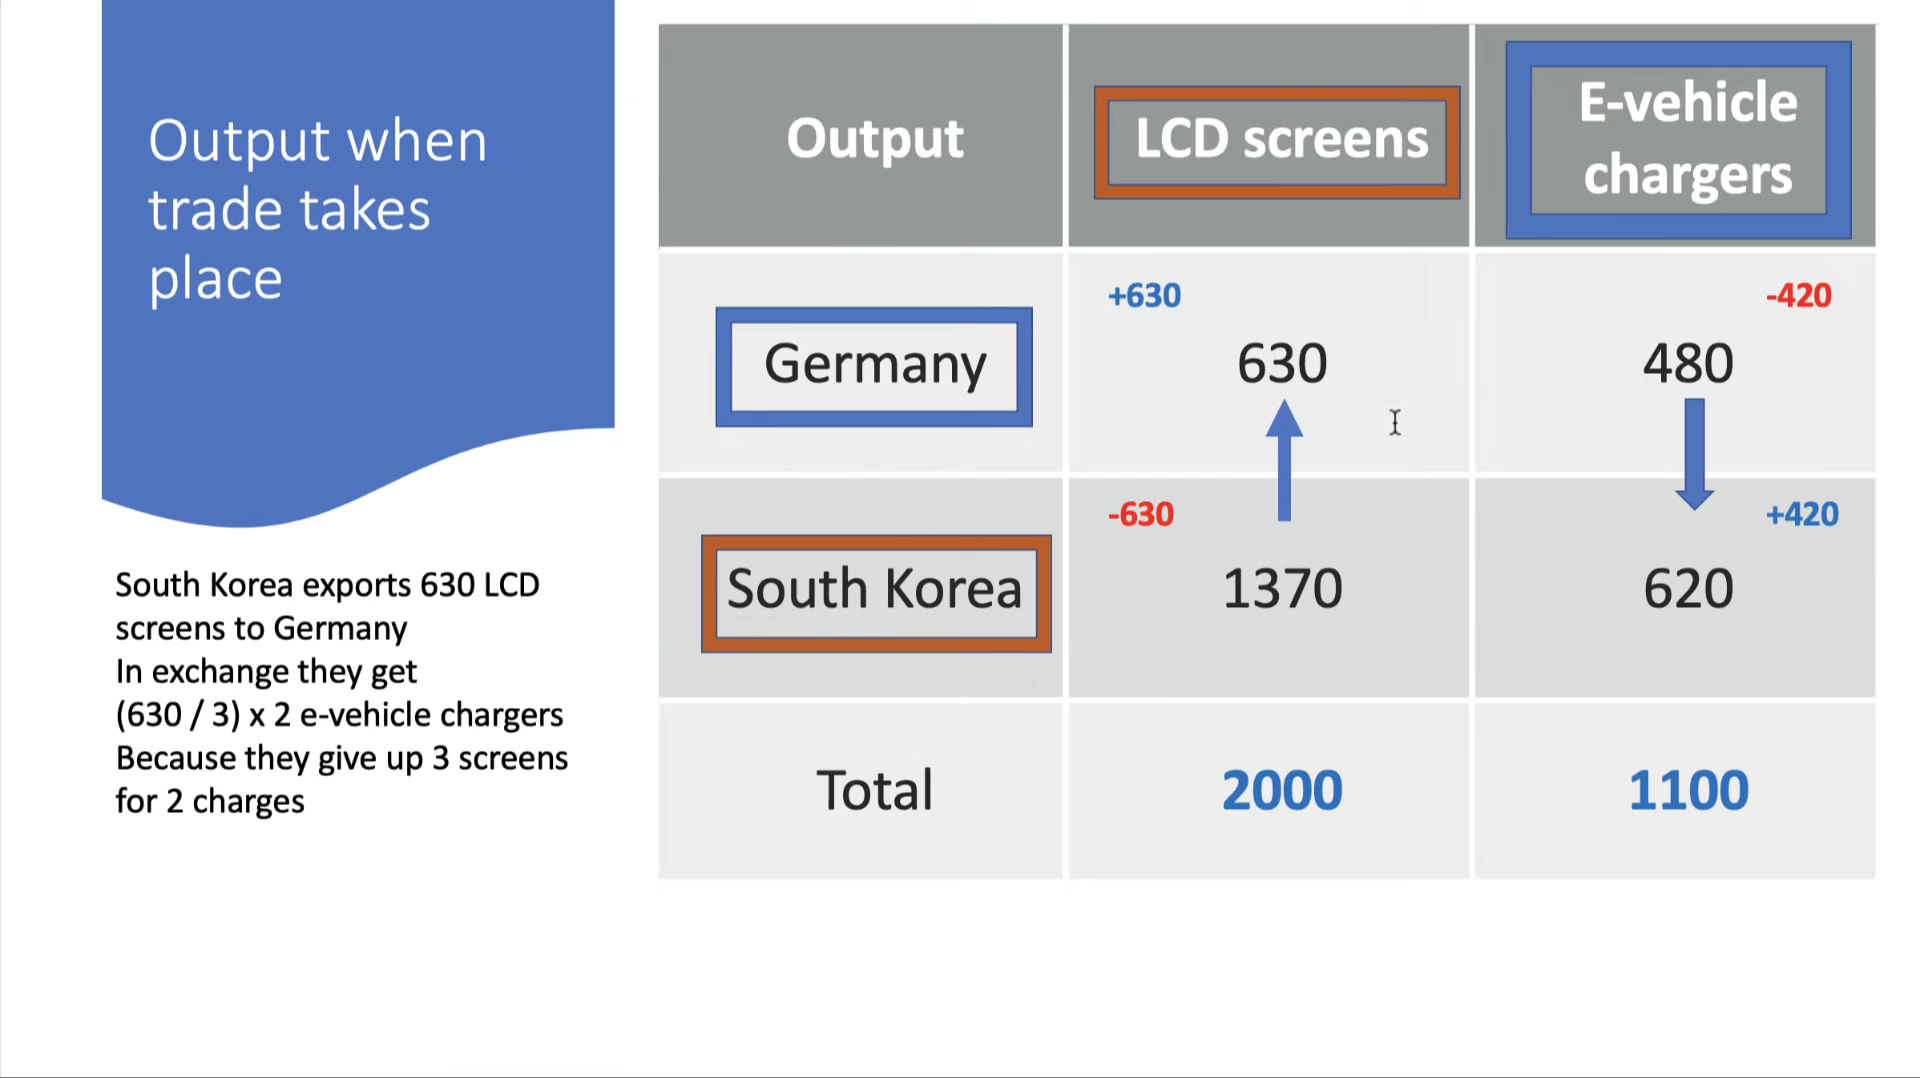 Output when
trade takes
place
South Korea exports 630 LCD
screens to Germany
In exchange they get
(630 / 3) x 2 e-vehicle chargers
Because they give up 3 screens
for 2 charges
Output
LCD screens
E-vehicle
chargers
Germany
+630
630
-420
480
South Korea
-630
1370
+420
620
Total
2000
1100